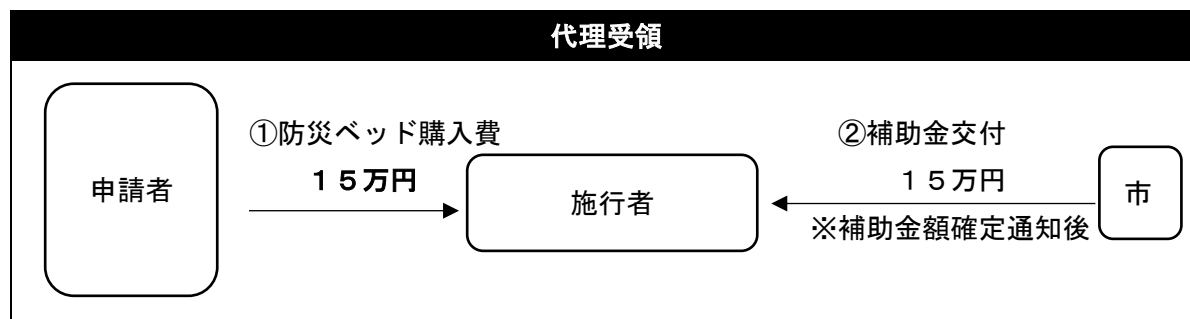 代理受領
申請者
①防災ベッド購入費
１５万円
施行者
②補助金交付
１５万円
※補助金額確定通知後
市